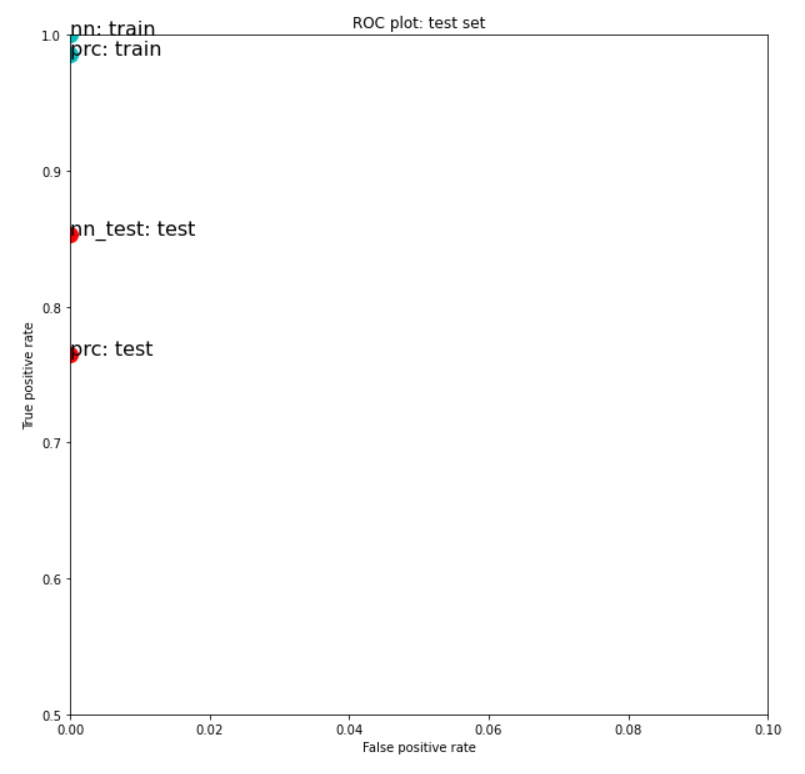 ROC plot: test set
nn: train
1.0
prc: train
0.9
nn_test: test
0.8
prc: test
True positive rate
0.7
0.6
0.5
0.00 0.02 0.04 0.06 0.08 0.10
False positive rate